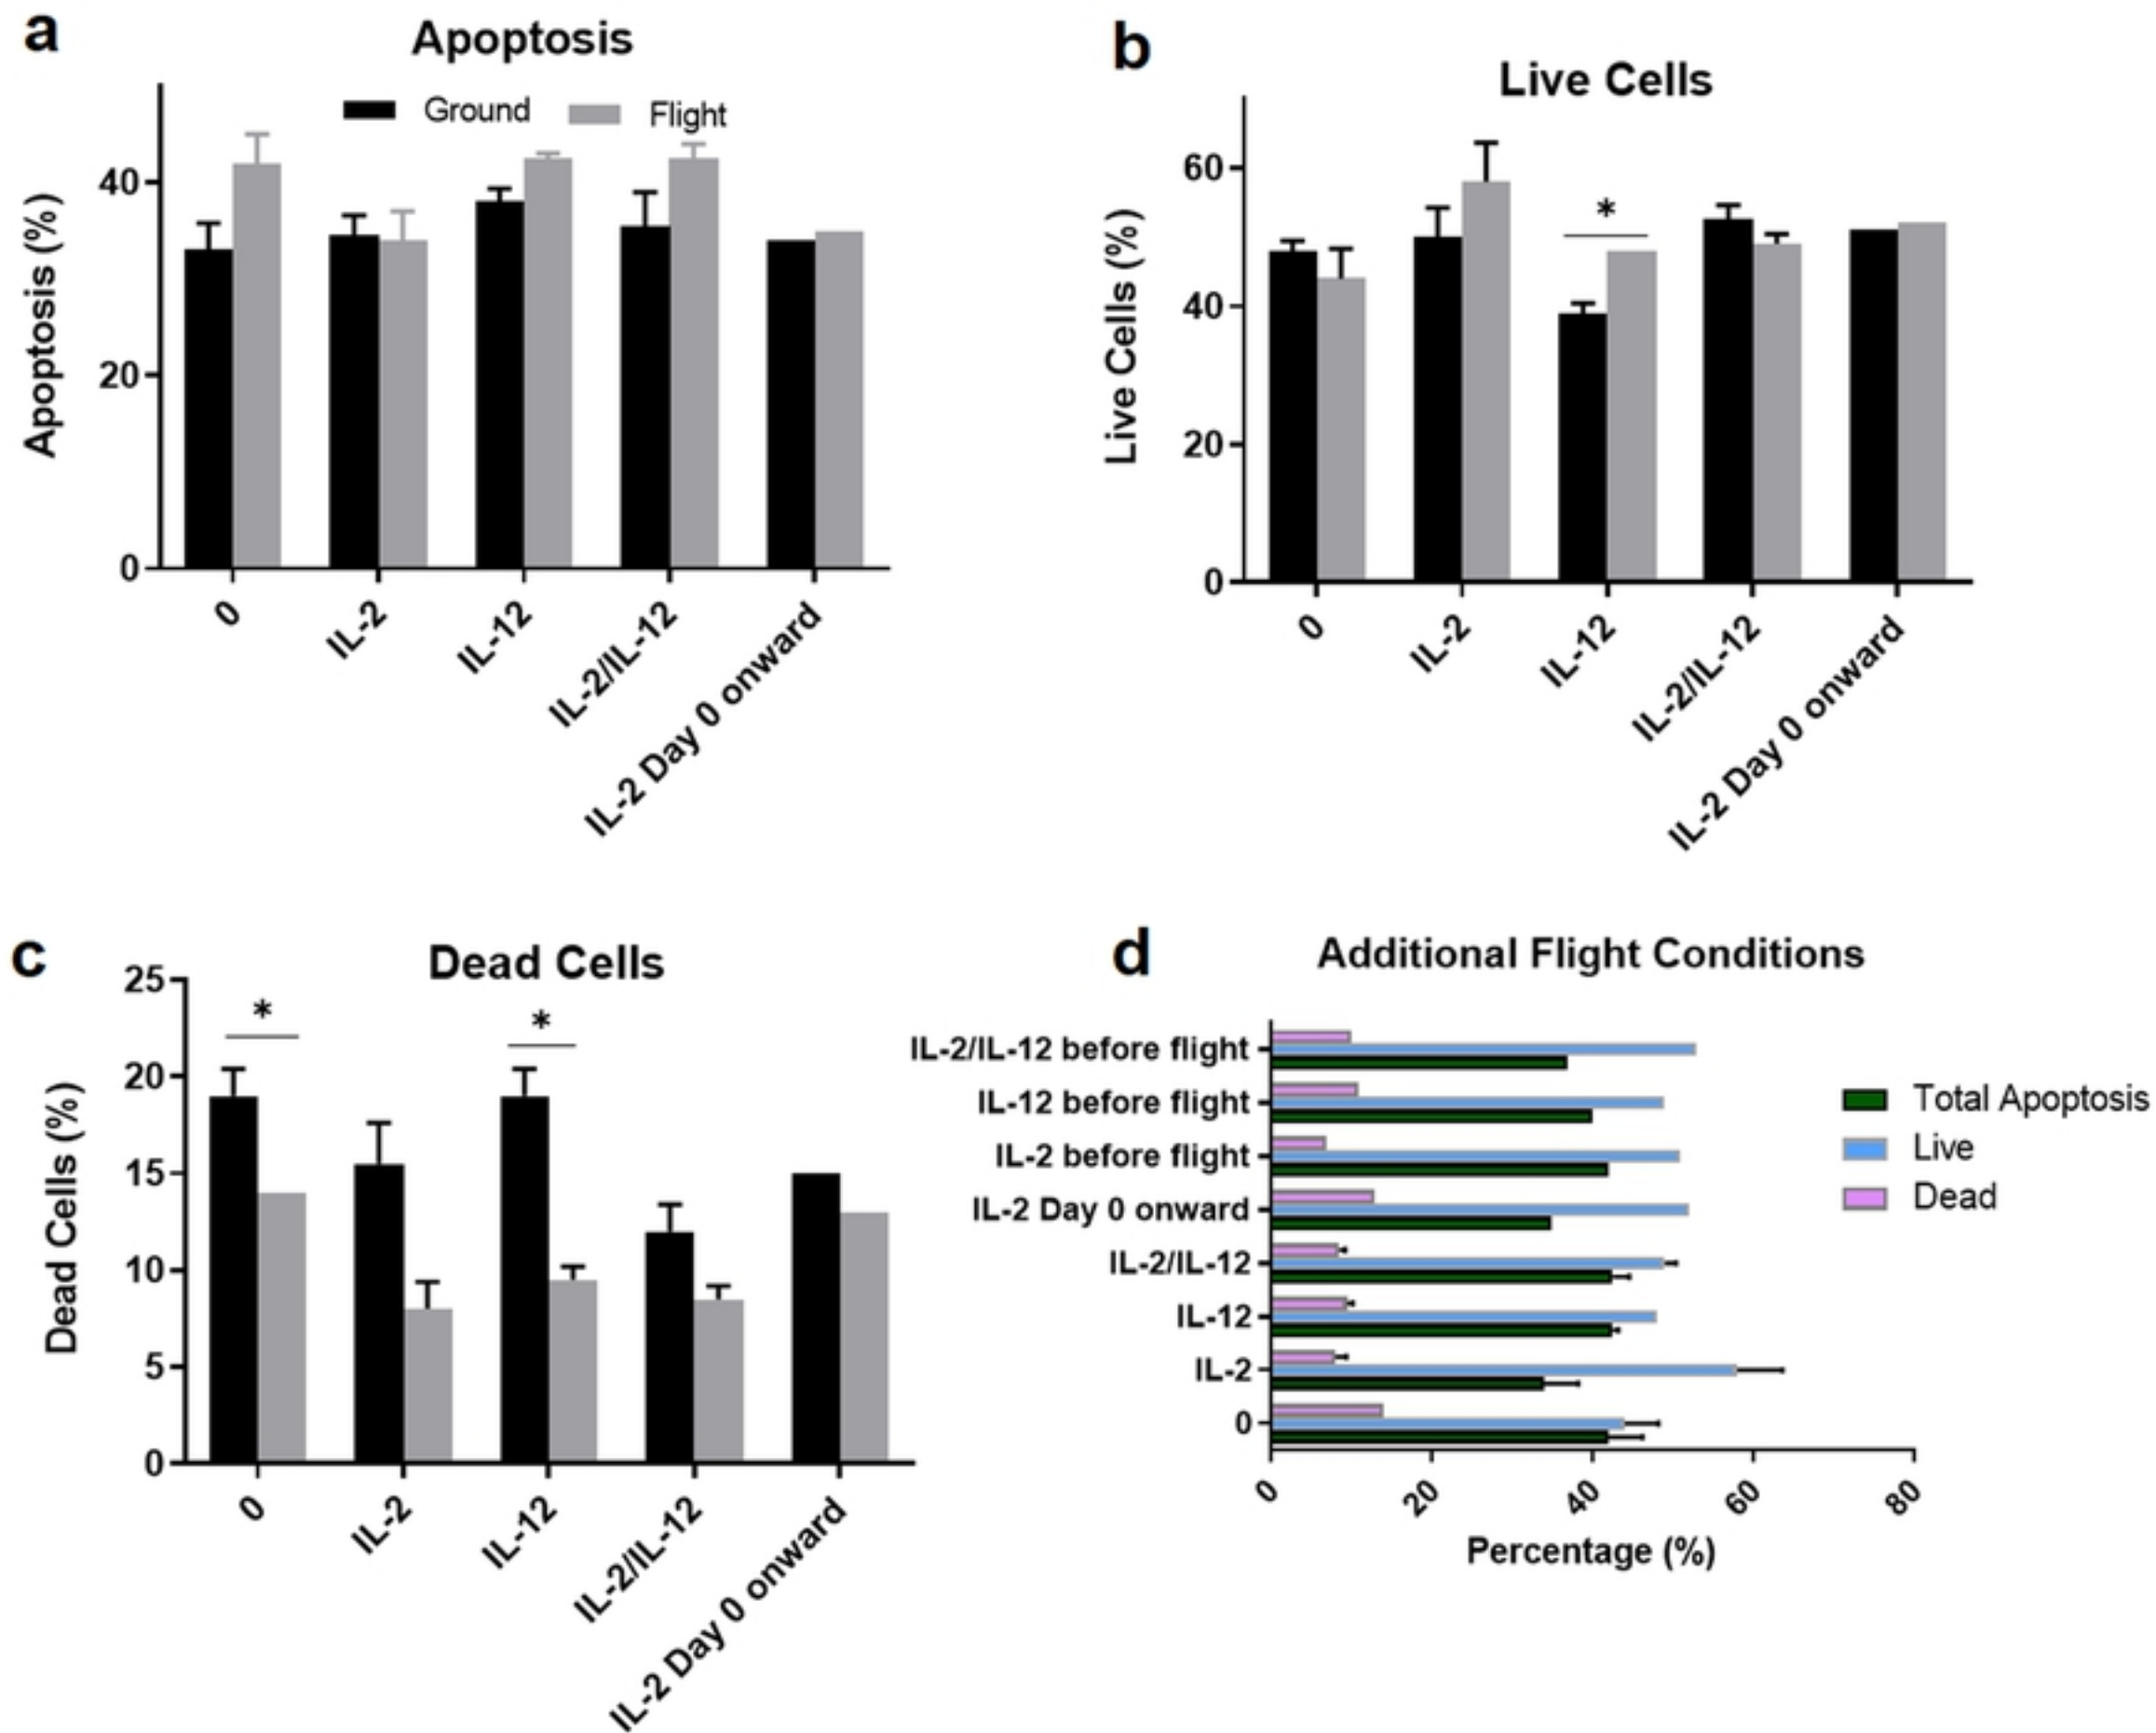 a
Apoptosis
Ground
Flight
Apoptosis (%)
40
20
0
0
IL-2
IL-12
IL-2/IL-12
IL-2 Day 0 onward
b
Live Cells
Live Cells (%)
60
40
20
0
*
0
IL-2
IL-12
IL-2/IL-12
IL-2 Day 0 onward
c
Dead Cells
Dead Cells (%)
25
20
15
10
5
0
*
*
0
IL-2
IL-12
IL-2/IL-12
IL-2 Day 0 onward
d
Additional Flight Conditions
IL-2/IL-12 before flight
IL-12 before flight
IL-2 before flight
IL-2 Day 0 onward
IL-2/IL-12
IL-12
IL-2
0
Total Apoptosis
Live
Dead
0
20
40
60
80
Percentage (%)